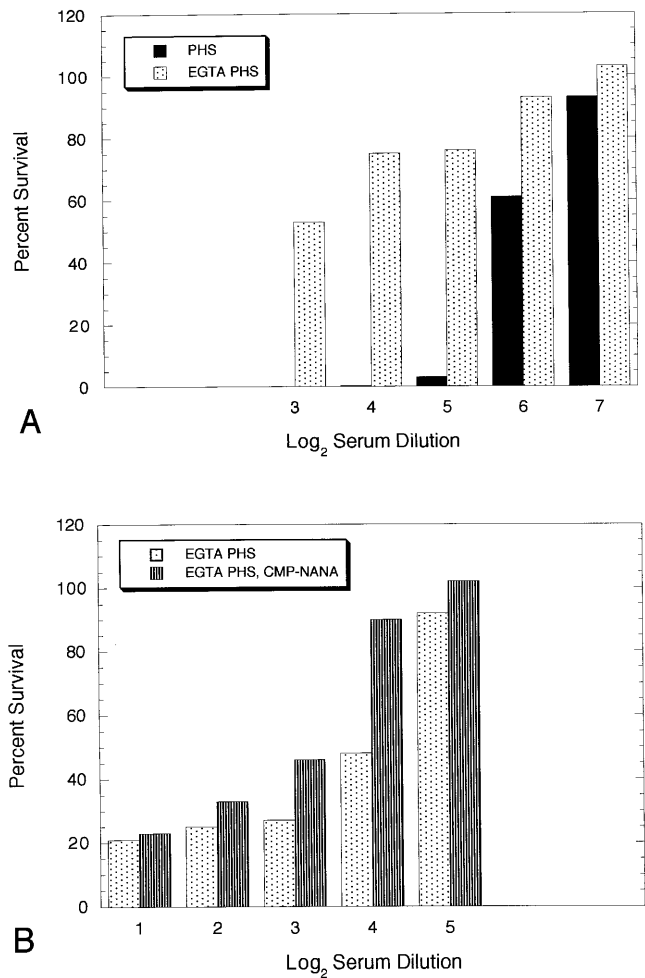 120
100
80
60
40
20
0
Percent Survival
PHS
EGTA PHS
3 4 5 6 7
Log2 Serum Dilution
A
120
100
80
60
40
20
0
Percent Survival
EGTA PHS
EGTA PHS, CMP-NANA
1 2 3 4 5
Log2 Serum Dilution
B